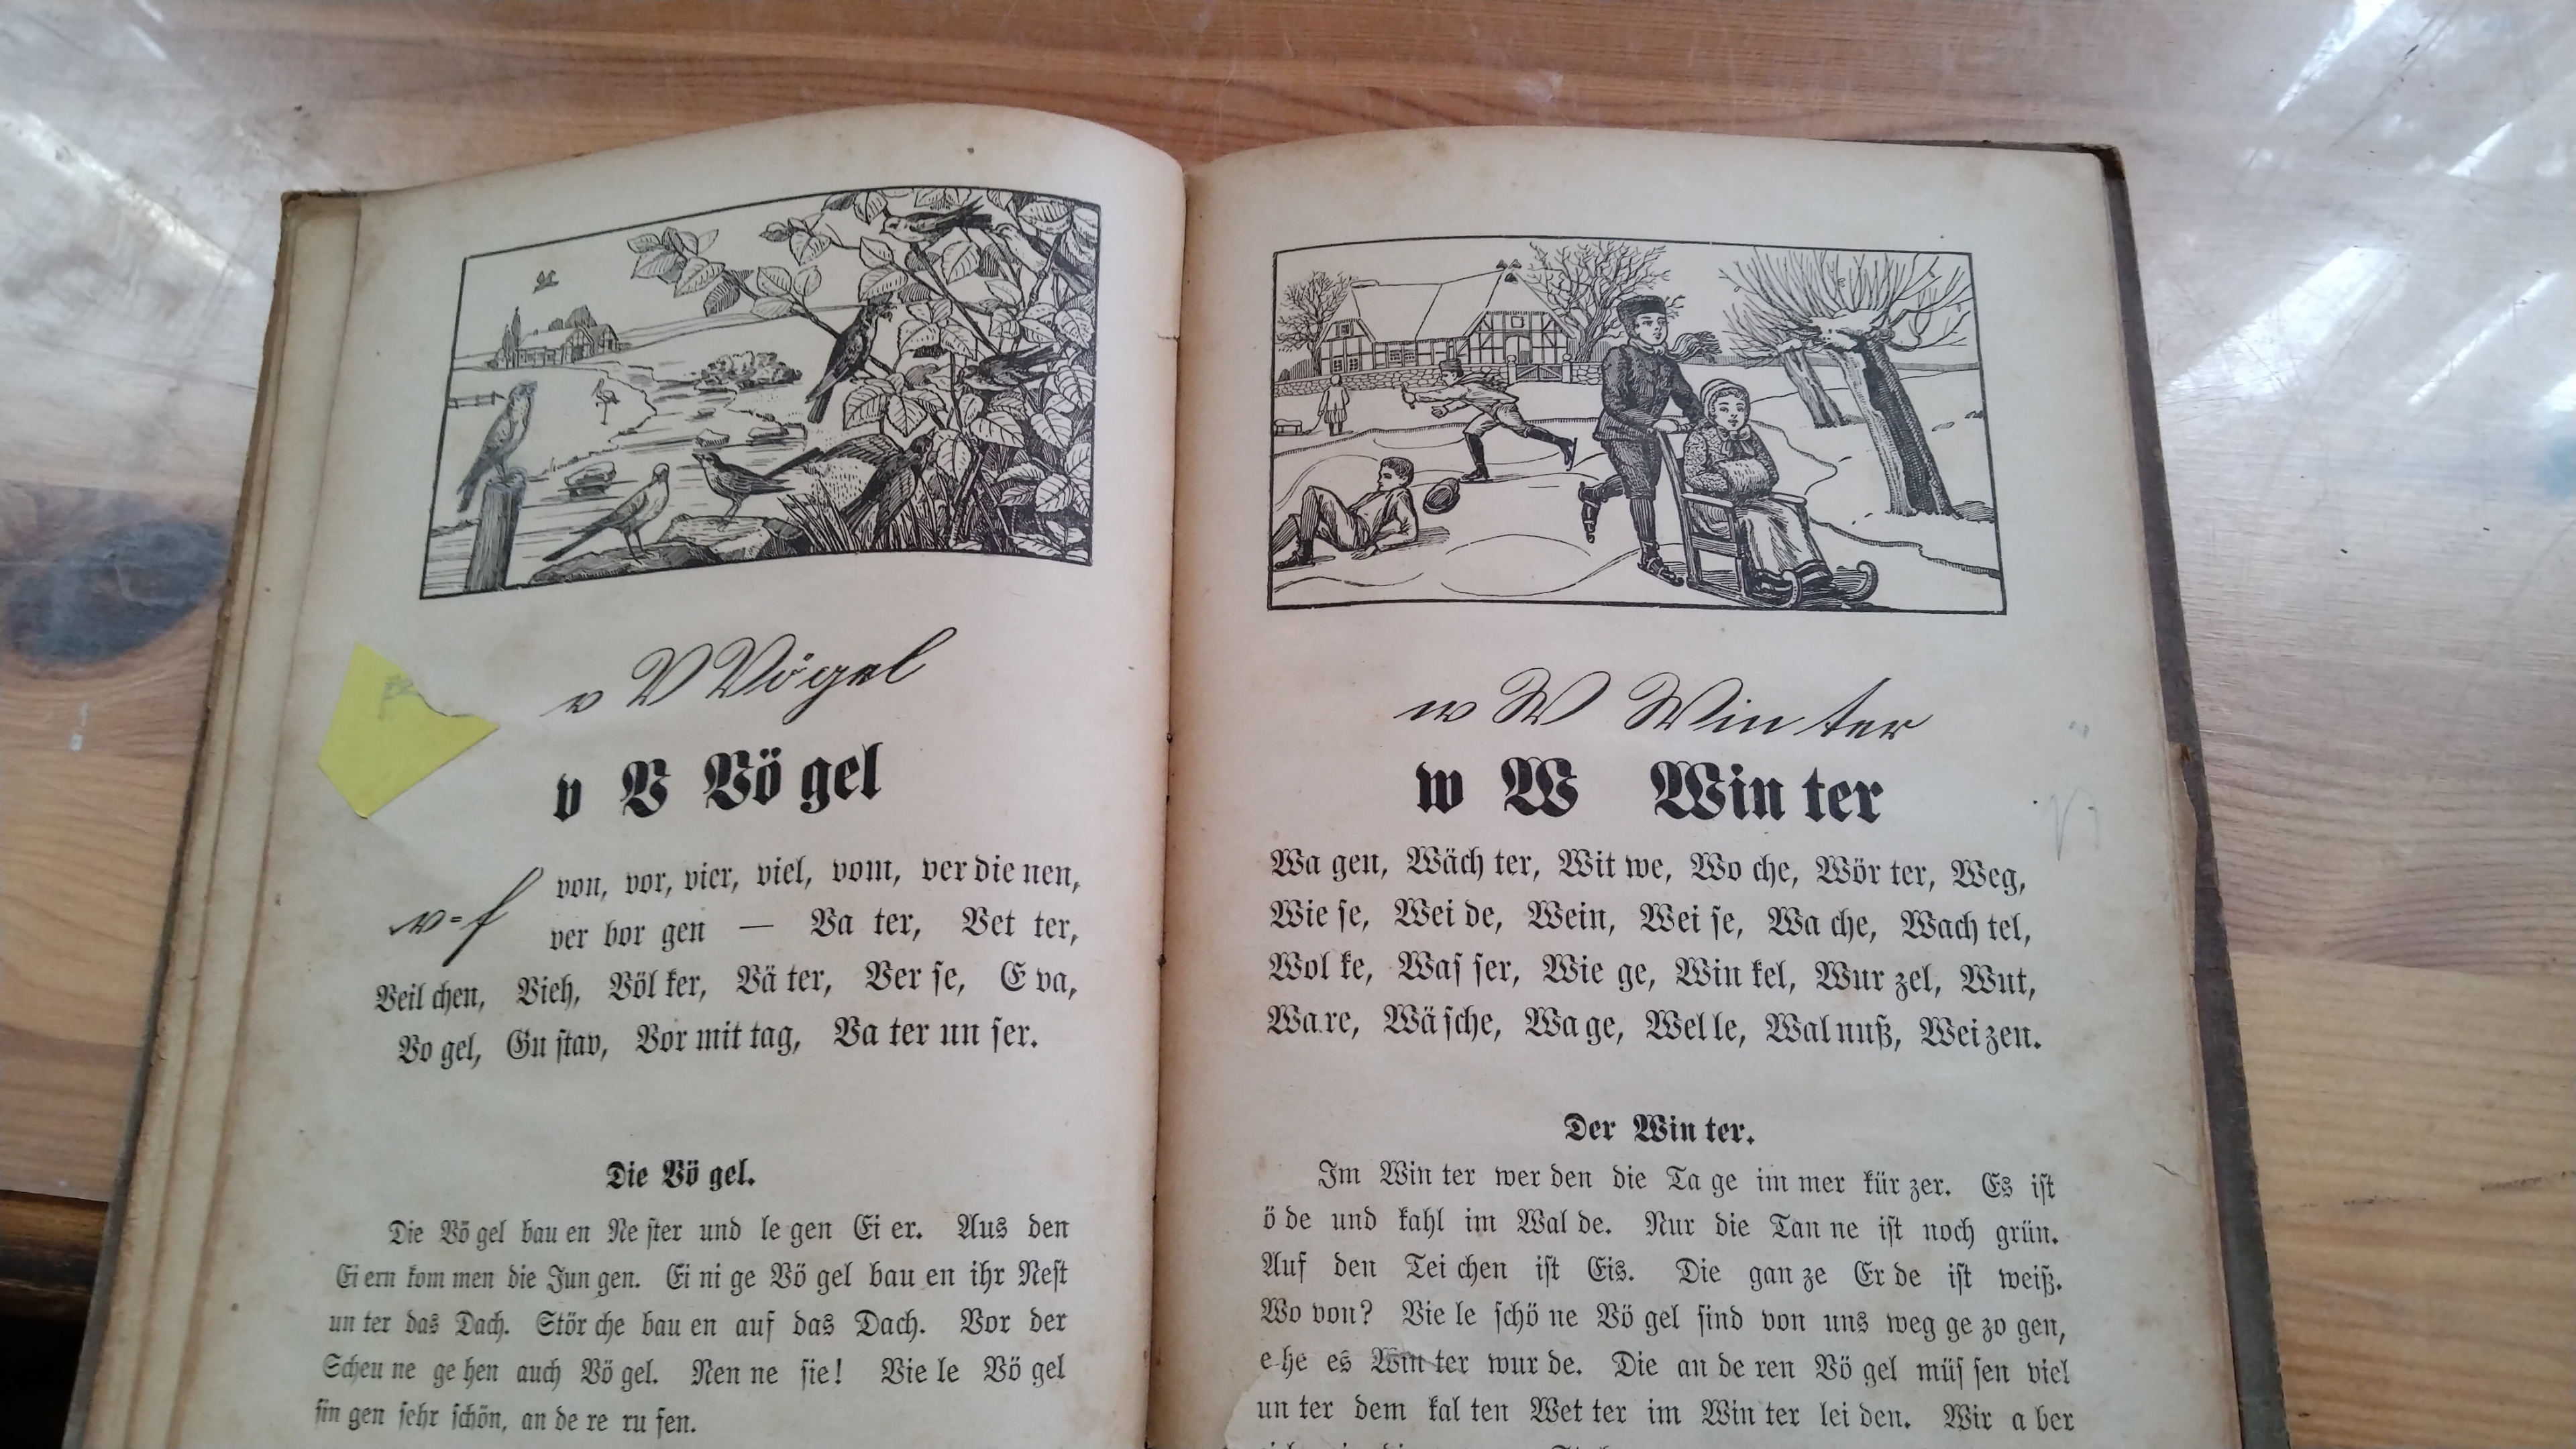 v V Vögel
v V Vö gel
v=f
von, vor, vier, viel, vom, ver die nen,
ver bor gen — Va ter, Vet ter,
Veil chen, Vieh, Völ ker, Vä ter, Ver se, E va,
Vo gel, Gu stav, Vor mit tag, Va ter un ser.
Die Vö gel.
Die Vö gel bau en Ne ster und le gen Ei er. Aus den
Ei ern kom men die Jun gen. Ei ni ge Vö gel bau en ihr Nest
un ter das Dach. Stör che bau en auf das Dach. Vor der
Scheu ne ge hen auch Vö gel. Nen ne sie! Vie le Vö gel
sin gen sehr schön, an de re ru fen.
w W Win ter
w W Win ter
Wa gen, Wäch ter, Wit we, Wo che, Wör ter, Weg,
Wie se, Wei de, Wein, Wei se, Wa che, Wach tel,
Wol ke, Was ser, Wie ge, Win kel, Wur zel, Wut,
Wa re, Wä sche, Wa ge, Wel le, Wal nuß, Wei zen.
Der Win ter.
Im Win ter wer den die Ta ge im mer kür zer. Es ist
ö de und kahl im Wal de. Nur die Tan ne ist noch grün.
Auf den Tei chen ist Eis. Die gan ze Er de ist weiß.
Wo von? Vie le schö ne Vö gel sind von uns weg ge zo gen,
e he es Win ter wur de. Die an de ren Vö gel müs sen viel
un ter dem kal ten Wet ter im Win ter lei den. Wir a ber